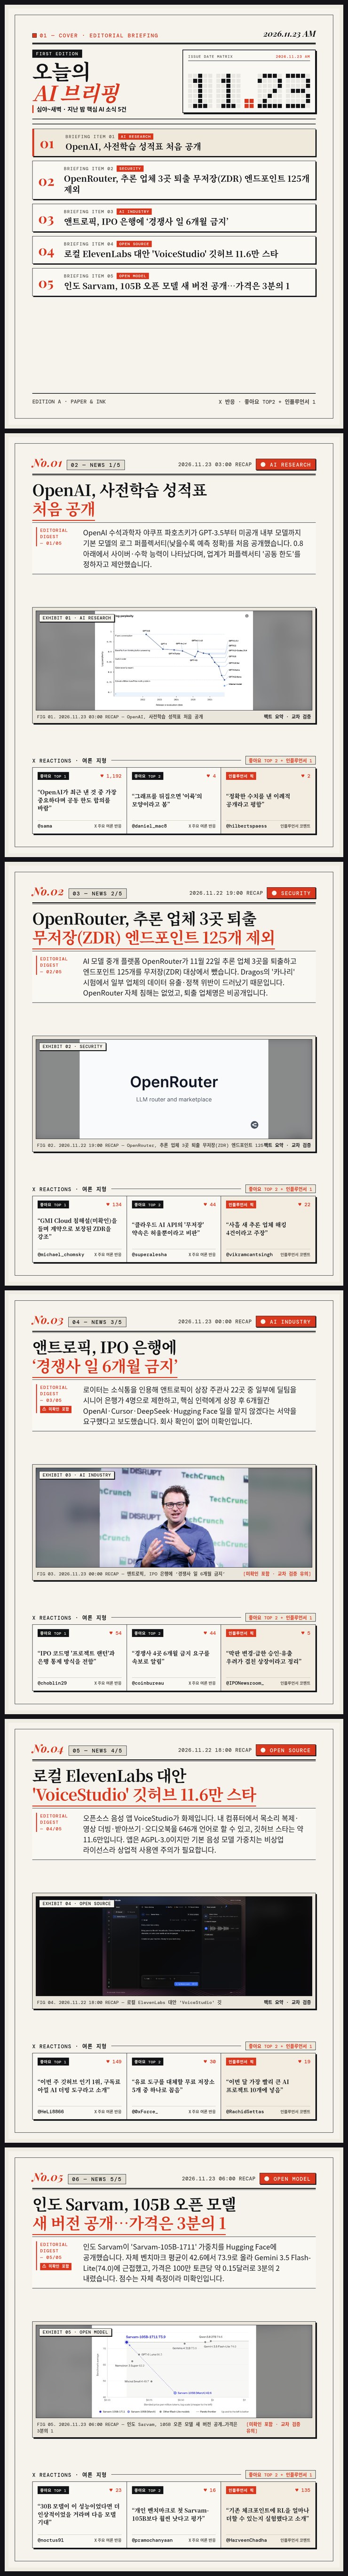 01 — COVER · EDITORIAL BRIEFING
2026.11.23 AM
FIRST EDITION
오늘의
AI 브리핑
심야~새벽 · 지난 밤 핵심 AI 소식 5건
ISSUE DATE MATRIX
2026.11.23 AM
11.23
01
BRIEFING ITEM 01
AI RESEARCH
OpenAI, 사전학습 성적표 처음 공개
02
BRIEFING ITEM 02
SECURITY
OpenRouter, 추론 업체 3곳 퇴출 무저장(ZDR) 엔드포인트 125개
제외
03
BRIEFING ITEM 03
AI INDUSTRY
앤트로픽, IPO 은행에 ‘경쟁사 일 6개월 금지’
04
BRIEFING ITEM 04
OPEN SOURCE
로컬 ElevenLabs 대안 'VoiceStudio' 깃허브 11.6만 스타
05
BRIEFING ITEM 05
OPEN MODEL
인도 Sarvam, 105B 오픈 모델 새 버전 공개…가격은 3분의 1
EDITION A · PAPER & INK
X 반응 · 좋아요 TOP2 + 인플루언서 1
No.01
02 — NEWS 1/5
2026.11.23 03:00 RECAP
AI RESEARCH
OpenAI, 사전학습 성적표
처음 공개
EDITORIAL
DIGEST
— 01/05
OpenAI 수석과학자 야쿠프 파호츠키가 GPT-3.5부터 미공개 내부 모델까지
기본 모델의 로그 퍼플렉서티(낮을수록 예측 정확)를 처음 공개했습니다. 0.8
아래에서 사이버·수학 능력이 나타났다며, 업계가 퍼플렉서티 '공동 한도'를
정하자고 제안했습니다.
EXHIBIT 01 · AI RESEARCH
FIG 01. 2026.11.23 03:00 RECAP — OpenAI, 사전학습 성적표 처음 공개
팩트 요약 · 교차 검증
X REACTIONS · 여론 지형
좋아요 TOP 2 + 인플루언서 1
좋아요 TOP 1
♥ 1,192
“OpenAI가 최근 낸 것 중 가장
중요하다며 공동 한도 합의를
바람”
@sama
X 주요 여론 반응
좋아요 TOP 2
♥ 4
“그래프를 뒤집으면 '이륙'의
모양이라고 봄”
@daniel_mac8
X 주요 여론 반응
인플루언서 픽
♥ 2
“정확한 수치를 낸 이례적
공개라고 평함”
@hilbertspaess
인플루언서 코멘트
No.02
03 — NEWS 2/5
2026.11.22 19:00 RECAP
SECURITY
OpenRouter, 추론 업체 3곳 퇴출
무저장(ZDR) 엔드포인트 125개 제외
EDITORIAL
DIGEST
— 02/05
AI 모델 중개 플랫폼 OpenRouter가 11월 22일 추론 업체 3곳을 퇴출하고
엔드포인트 125개를 무저장(ZDR) 대상에서 뺐습니다. Dragos의 '카나리'
시험에서 일부 업체의 데이터 유출·정책 위반이 드러났기 때문입니다.
OpenRouter 자체 침해는 없었고, 퇴출 업체명은 비공개입니다.
EXHIBIT 02 · SECURITY
OpenRouter
LLM router and marketplace
FIG 02. 2026.11.22 19:00 RECAP — OpenRouter, 추론 업체 3곳 퇴출 무저장(ZDR) 엔드포인트 125
팩트 요약 · 교차 검증
X REACTIONS · 여론 지형
좋아요 TOP 2 + 인플루언서 1
좋아요 TOP 1
♥ 134
“GMI Cloud 침해설(미확인)을
들며 계약으로 보장된 ZDR을
강조”
@michael_chomsky
X 주요 여론 반응
좋아요 TOP 2
♥ 44
“클라우드 AI API의 '무저장'
약속은 허울뿐이라고 비판”
@superalesha
X 주요 여론 반응
인플루언서 픽
♥ 22
“사흘 새 추론 업체 해킹
4건이라고 주장”
@vikramcantsingh
인플루언서 코멘트
No.03
04 — NEWS 3/5
2026.11.23 00:00 RECAP
AI INDUSTRY
앤트로픽, IPO 은행에
‘경쟁사 일 6개월 금지’
EDITORIAL
DIGEST
— 03/05
⚠ 미확인 포함
로이터는 소식통을 인용해 앤트로픽이 상장 주관사 22곳 중 일부에 딜팀을
시니어 은행가 4명으로 제한하고, 핵심 인력에게 상장 후 6개월간
OpenAI·Cursor·DeepSeek·Hugging Face 일을 맡지 않겠다는 서약을
요구했다고 보도했습니다. 회사 확인이 없어 미확인입니다.
EXHIBIT 03 · AI INDUSTRY
DISRUPT
TechCrunch
FIG 03. 2026.11.23 00:00 RECAP — 앤트로픽, IPO 은행에 ‘경쟁사 일 6개월 금지’
[미확인 포함 · 교차 검증 유의]
X REACTIONS · 여론 지형
좋아요 TOP 2 + 인플루언서 1
좋아요 TOP 1
♥ 54
“IPO 코드명 '프로젝트 랜턴'과
은행 통제 방식을 전함”
@choblin29
X 주요 여론 반응
좋아요 TOP 2
♥ 44
“경쟁사 4곳 6개월 금지 요구를
속보로 알림”
@coinbureau
X 주요 여론 반응
인플루언서 픽
@IPONewsroom_
인플루언서 코멘트
No.04
05 — NEWS 4/5
2026.11.22 18:00 RECAP
OPEN SOURCE
로컬 ElevenLabs 대안
'VoiceStudio' 깃허브 11.6만 스타
EDITORIAL
DIGEST
— 04/05
오픈소스 음성 앱 VoiceStudio가 화제입니다. 내 컴퓨터에서 목소리 복제·
영상 더빙·받아쓰기·오디오북을 646개 언어로 할 수 있고, 깃허브 스타는 약
11.6만입니다. 앱은 AGPL-3.0이지만 기본 음성 모델 가중치는 비상업
라이선스라 상업적 사용엔 주의가 필요합니다.
EXHIBIT 04 · OPEN SOURCE
FIG 04. 2026.11.22 18:00 RECAP — 로컬 ElevenLabs 대안 'VoiceStudio' 깃
팩트 요약 · 교차 검증
X REACTIONS · 여론 지형
좋아요 TOP 2 + 인플루언서 1
좋아요 TOP 1
♥ 149
“이번 주 깃허브 인기 1위, 구독료
아낄 AI 더빙 도구라고 소개”
@HeLi8866
X 주요 여론 반응
좋아요 TOP 2
♥ 30
“유료 도구를 대체할 무료 저장소
5개 중 하나로 꼽음”
@0xForce_
X 주요 여론 반응
인플루언서 픽
♥ 19
“이번 달 가장 빨리 큰 AI
프로젝트 10개에 넣음”
@RachidSettas
인플루언서 코멘트
No.05
06 — NEWS 5/5
2026.11.23 06:00 RECAP
OPEN MODEL
인도 Sarvam, 105B 오픈 모델
새 버전 공개…가격은 3분의 1
EDITORIAL
DIGEST
— 05/05
⚠ 미확인 포함
인도 Sarvam이 'Sarvam-105B-1711' 가중치를 Hugging Face에
공개했습니다. 자체 벤치마크 평균이 42.6에서 73.9로 올라 Gemini 3.5 Flash-
Lite(74.0)에 근접했고, 가격은 100만 토큰당 약 0.15달러로 3분의 2
내렸습니다. 점수는 자체 측정이라 미확인입니다.
EXHIBIT 05 · OPEN MODEL
FIG 05. 2026.11.23 06:00 RECAP — 인도 Sarvam, 105B 오픈 모델 새 버전 공개…가격은
3분의 1
[미확인 포함 · 교차 검증
유의]
X REACTIONS · 여론 지형
좋아요 TOP 2 + 인플루언서 1
좋아요 TOP 1
♥ 23
“30B 모델이 이 성능이었다면 더
인상적이었을 거라며 다음 모델
기대”
@noctus91
X 주요 여론 반응
좋아요 TOP 2
♥ 16
“개인 벤치마크로 첫 Sarvam-
105B보다 훨씬 낫다고 평가”
@pramochanyaan
X 주요 여론 반응
인플루언서 픽
♥ 135
“기존 체크포인트에 RL을 얼마나
더할 수 있는지 실험했다고 소개”
@HarveenChadha
인플루언서 코멘트